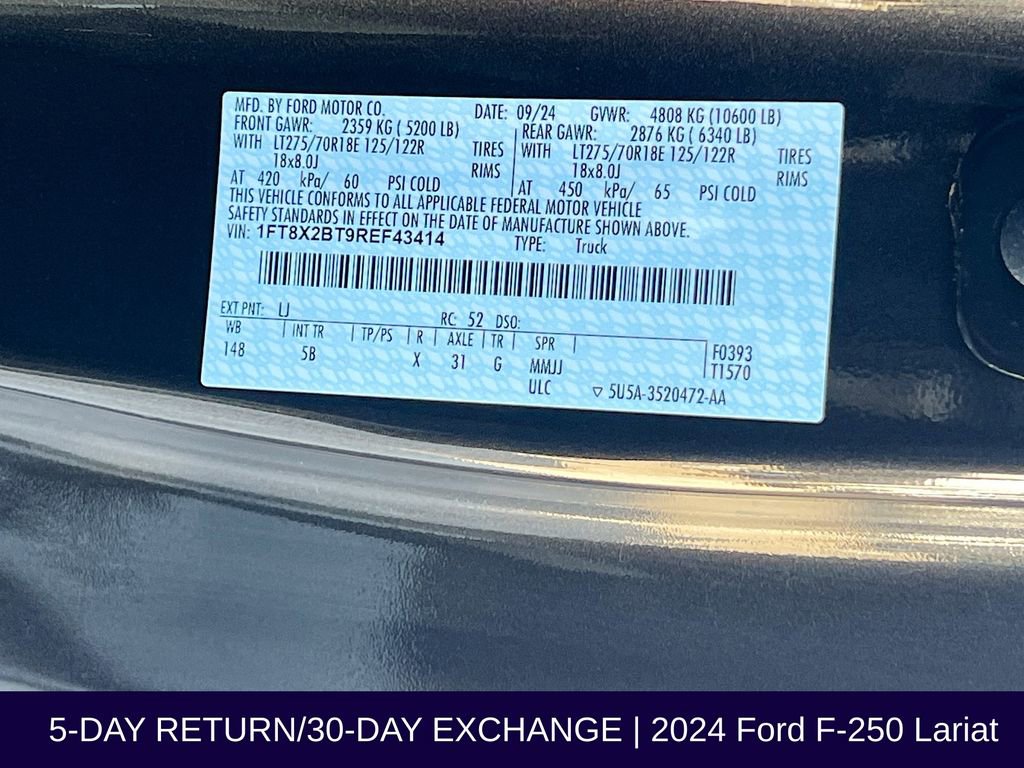 MFD. BY FORD MOTOR CO. DATE: 09/24 GVWR: 4808 KG (10600 LB)
FRONT GAWR: 2359 KG ( 5200 LB) REAR GAWR: 2876 KG ( 6340 LB)
WITH LT275/70R18E 125/122R TIRES WITH LT275/70R18E 125/122R TIRES
18x8.0J RIMS 18x8.0J RIMS
AT 420 kPa/ 60 PSI COLD AT 450 kPa/ 65 PSI COLD
THIS VEHICLE CONFORMS TO ALL APPLICABLE FEDERAL MOTOR VEHICLE
SAFETY STANDARDS IN EFFECT ON THE DATE OF MANUFACTURE SHOWN ABOVE.
VIN: 1FT8X2BT9REF43414 TYPE: Truck
EXT PNT: LJ RC: 52 DSO:
WB INT TR TP/PS R AXLE TR SPR F0393
148 5B X 31 G MMJJ T1570
ULC 5U5A-3520472-AA
5-DAY RETURN/30-DAY EXCHANGE | 2024 Ford F-250 Lariat